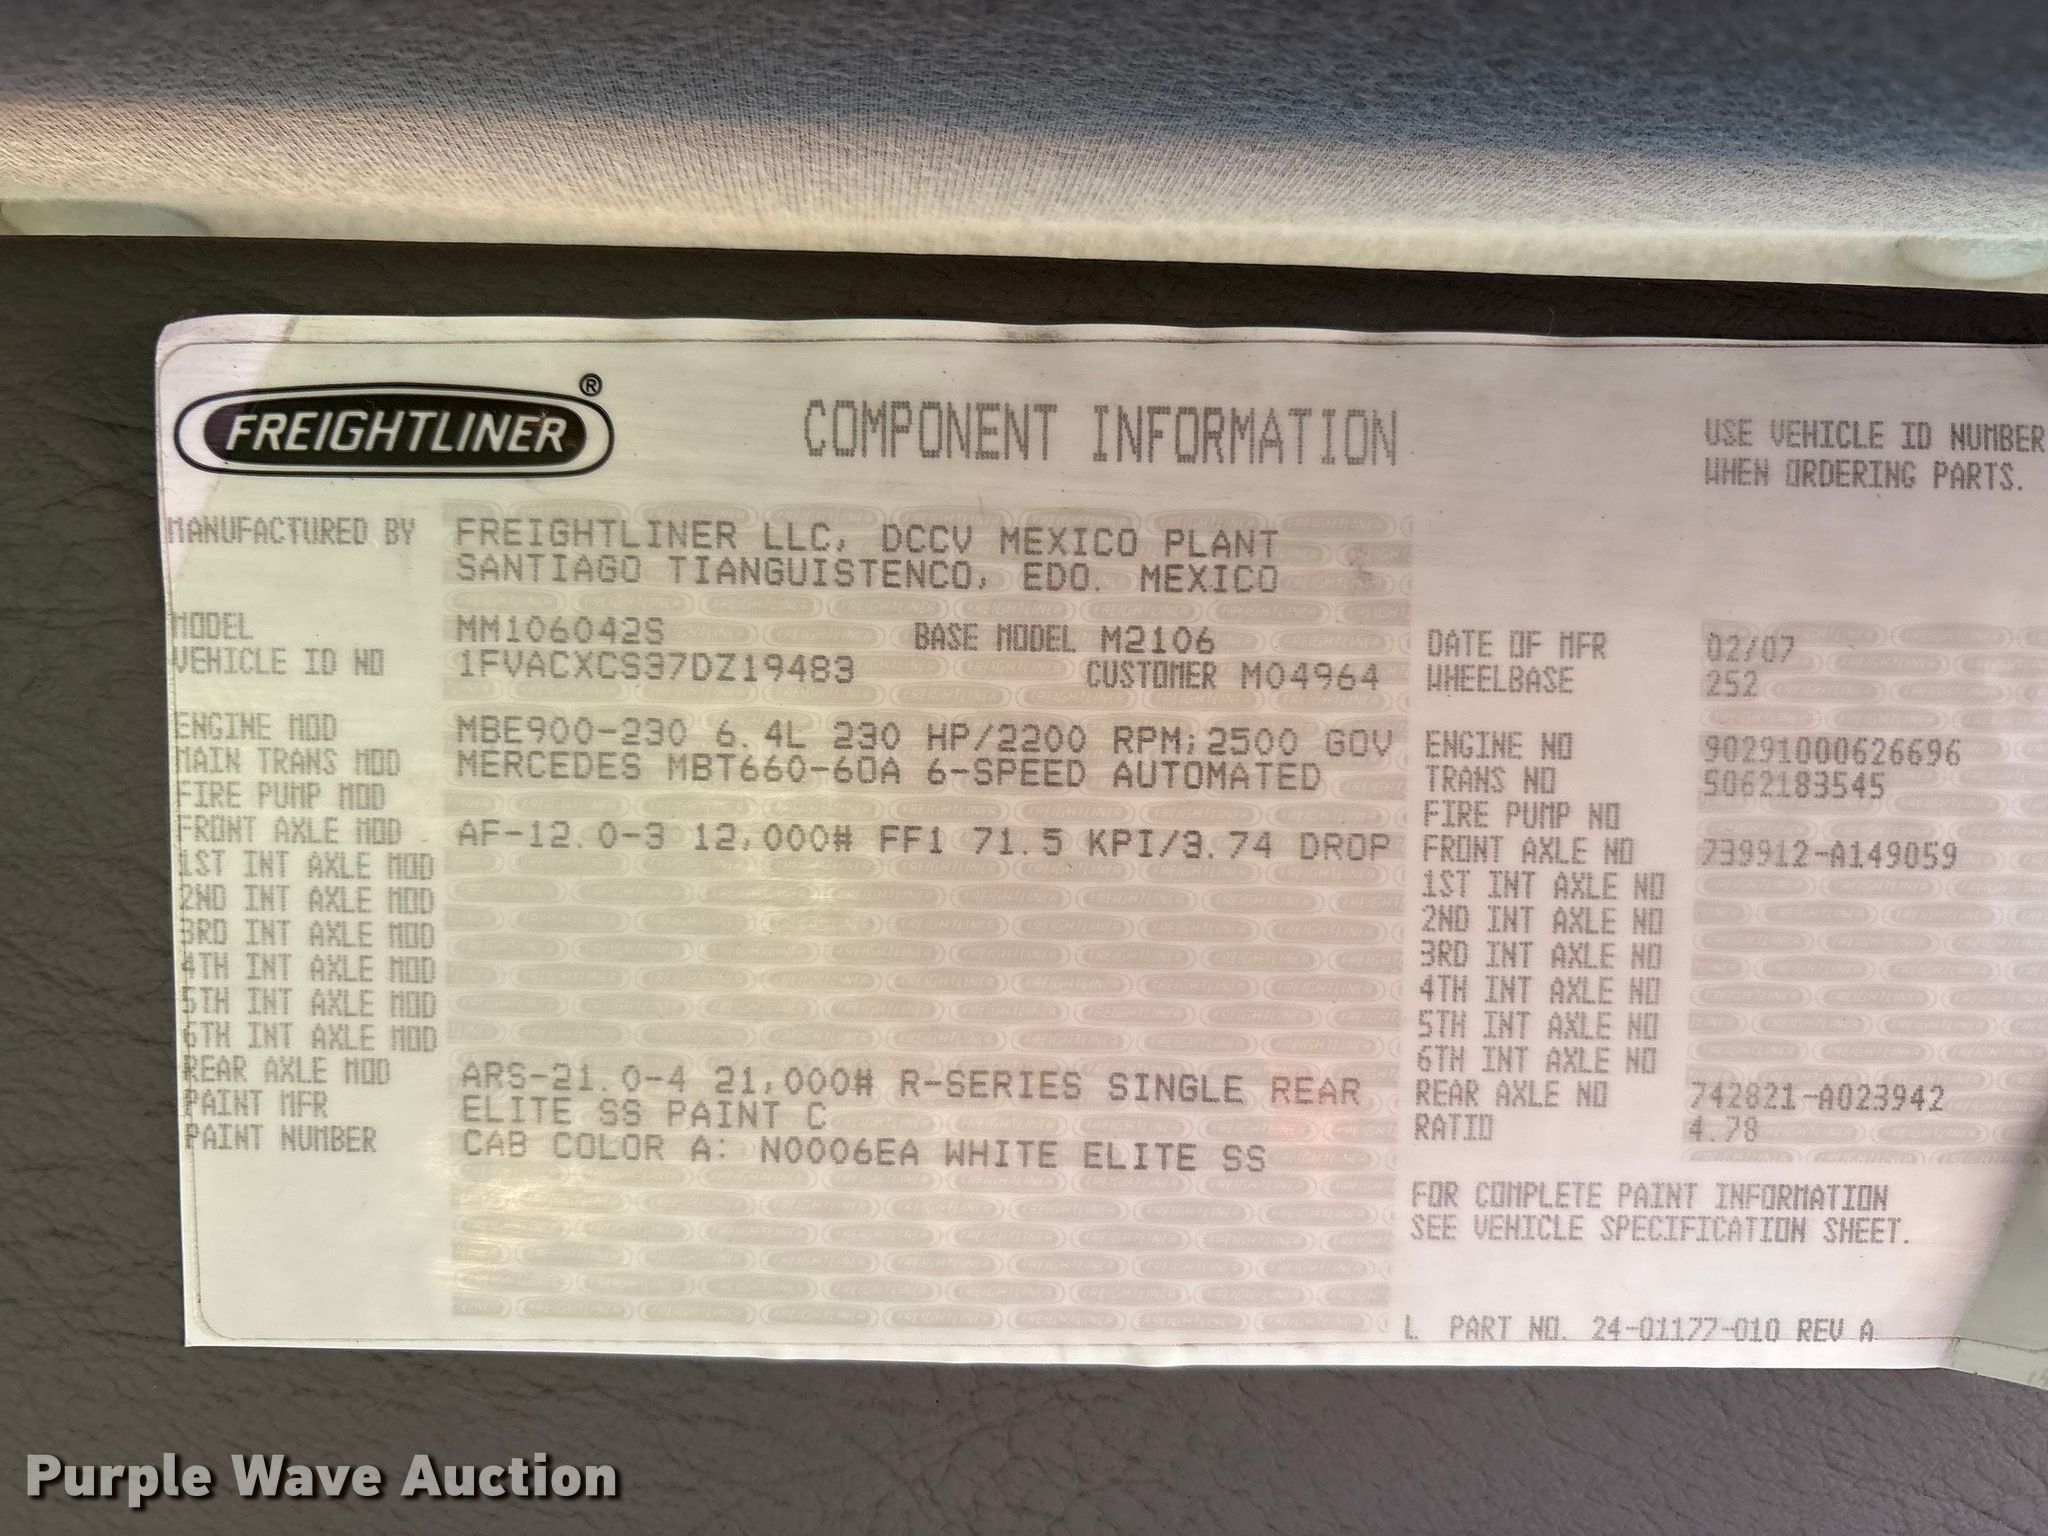 FREIGHTLINER®
COMPONENT INFORMATION
USE VEHICLE ID NUMBER
WHEN ORDERING PARTS.
MANUFACTURED BY FREIGHTLINER LLC, DCCV MEXICO PLANT
SANTIAGO TIANGUISTENCO, EDO. MEXICO
MODEL MM106042S BASE MODEL M2106 DATE OF MFR 02/07
VEHICLE ID NO 1FVACXCS37DZ19483 CUSTOMER M04964 WHEELBASE 252
ENGINE MOD MBE900-230 6.4L 230 HP/2200 RPM;2500 GOV ENGINE NO 90291000626696
MAIN TRANS MOD MERCEDES MBT660-60A 6-SPEED AUTOMATED TRANS NO 5062183545
FIRE PUMP MOD FIRE PUMP NO
FRONT AXLE MOD AF-12.0-3 12,000# FF1 71.5 KPI/3.74 DROP FRONT AXLE NO 739912-A149059
1ST INT AXLE MOD 1ST INT AXLE NO
2ND INT AXLE MOD 2ND INT AXLE NO
3RD INT AXLE MOD 3RD INT AXLE NO
4TH INT AXLE MOD 4TH INT AXLE NO
5TH INT AXLE MOD 5TH INT AXLE NO
6TH INT AXLE MOD 6TH INT AXLE NO
REAR AXLE MOD ARS-21.0-4 21,000# R-SERIES SINGLE REAR REAR AXLE NO 742821-A023942
PAINT MFR ELITE SS PAINT C RATIO 4.78
PAINT NUMBER CAB COLOR A: N0006EA WHITE ELITE SS
FOR COMPLETE PAINT INFORMATION
SEE VEHICLE SPECIFICATION SHEET.
L PART NO. 24-01177-010 REV A
Purple Wave Auction